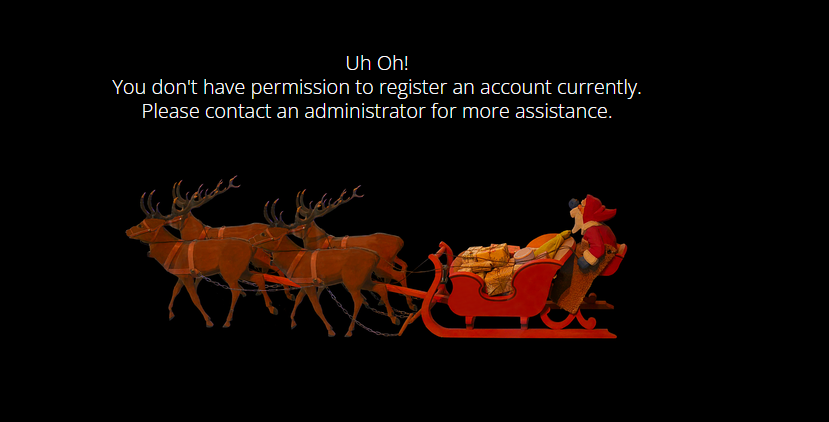 Uh Oh!
You don't have permission to register an account currently.
Please contact an administrator for more assistance.